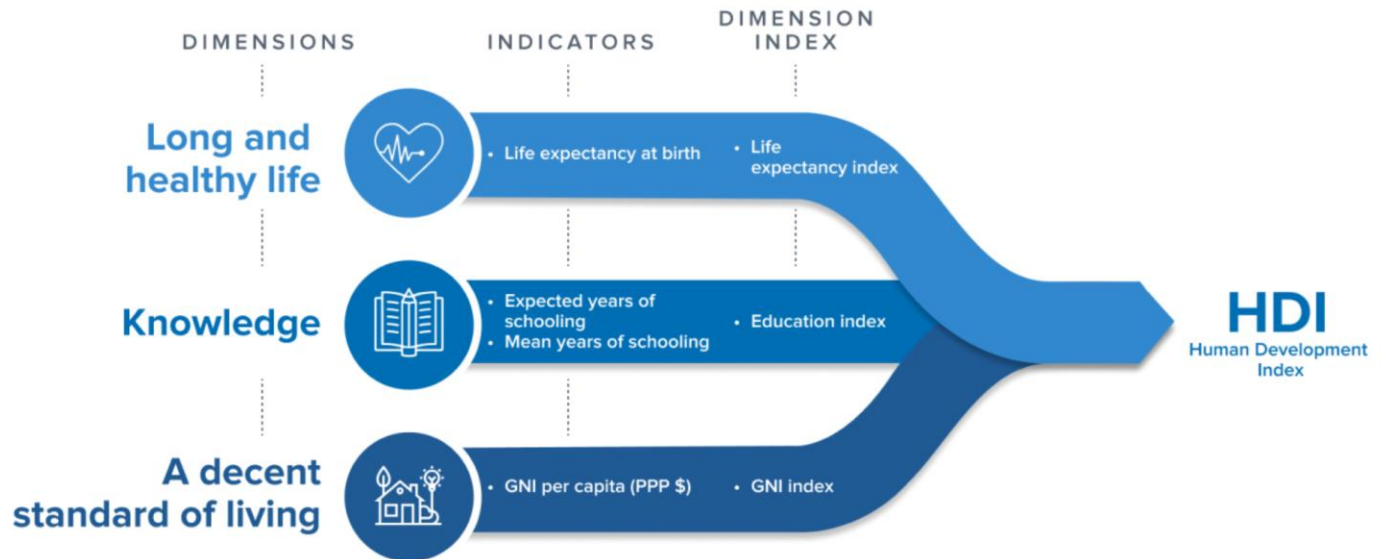 DIMENSIONS
INDICATORS
DIMENSION
INDEX
Long and
healthy life
• Life expectancy at birth
• Life
expectancy index
Knowledge
• Expected years of
schooling
• Mean years of schooling
• Education index
A decent
standard of living
• GNI per capita (PPP $)
• GNI index
HDI
Human Development
Index